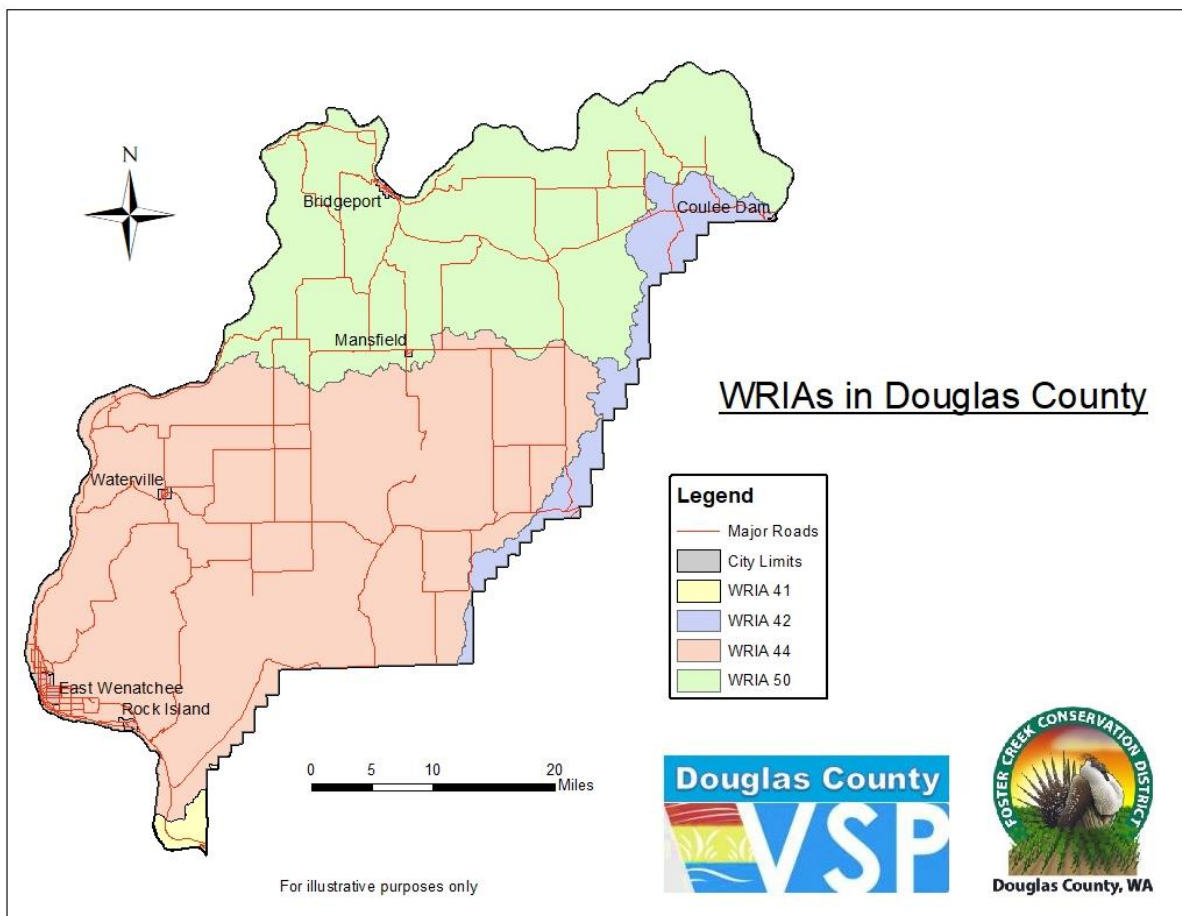 N
Bridgeport
Coulee Dam
Mansfield
WRIAs in Douglas County
Waterville
Legend
Major Roads
City Limits
WRIA 41
WRIA 42
WRIA 44
WRIA 50
East Wenatchee
Rock Island
0 5 10 20
Miles
For illustrative purposes only
Douglas County
VSP
FOSTER CREEK CONSERVATION DISTRICT
Douglas County, WA